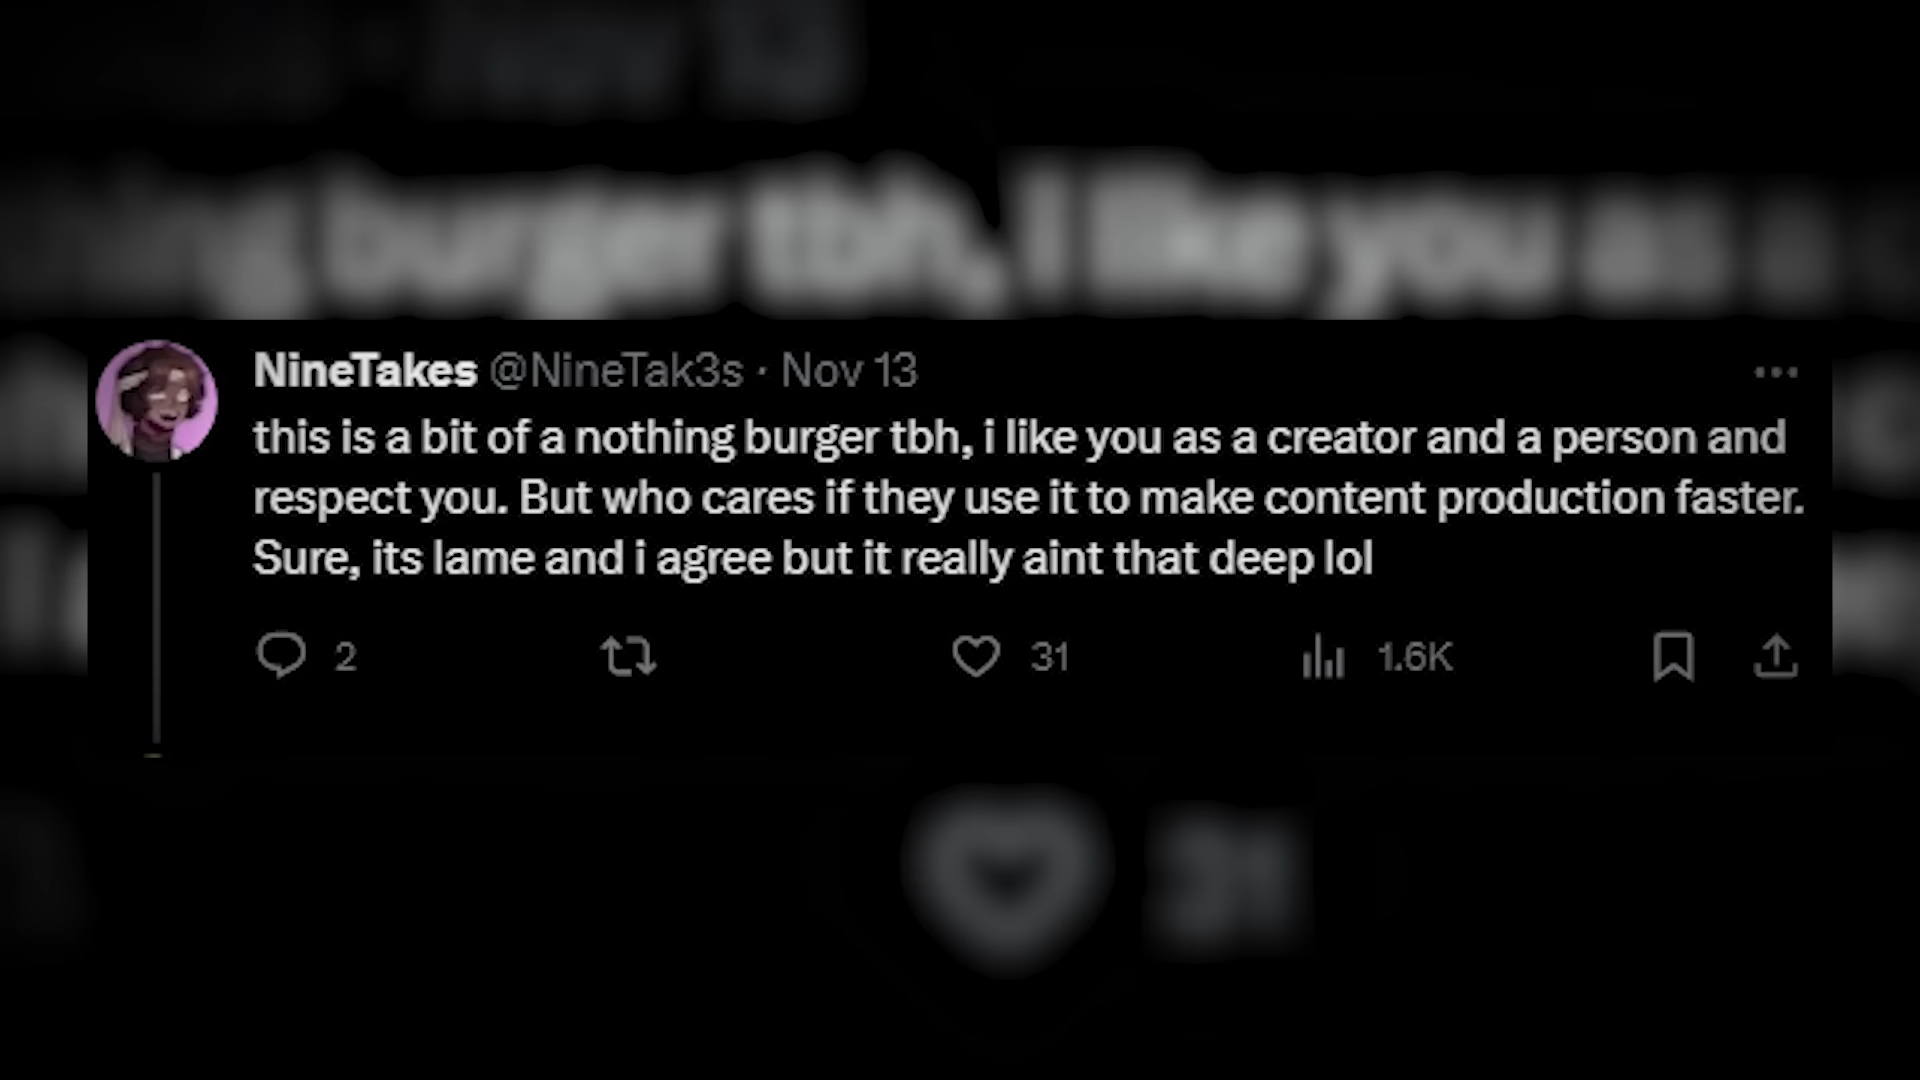 NineTakes @NineTak3s · Nov 13
this is a bit of a nothing burger tbh, i like you as a creator and a person and
respect you. But who cares if they use it to make content production faster.
Sure, its lame and i agree but it really aint that deep lol
2 31 1.6K